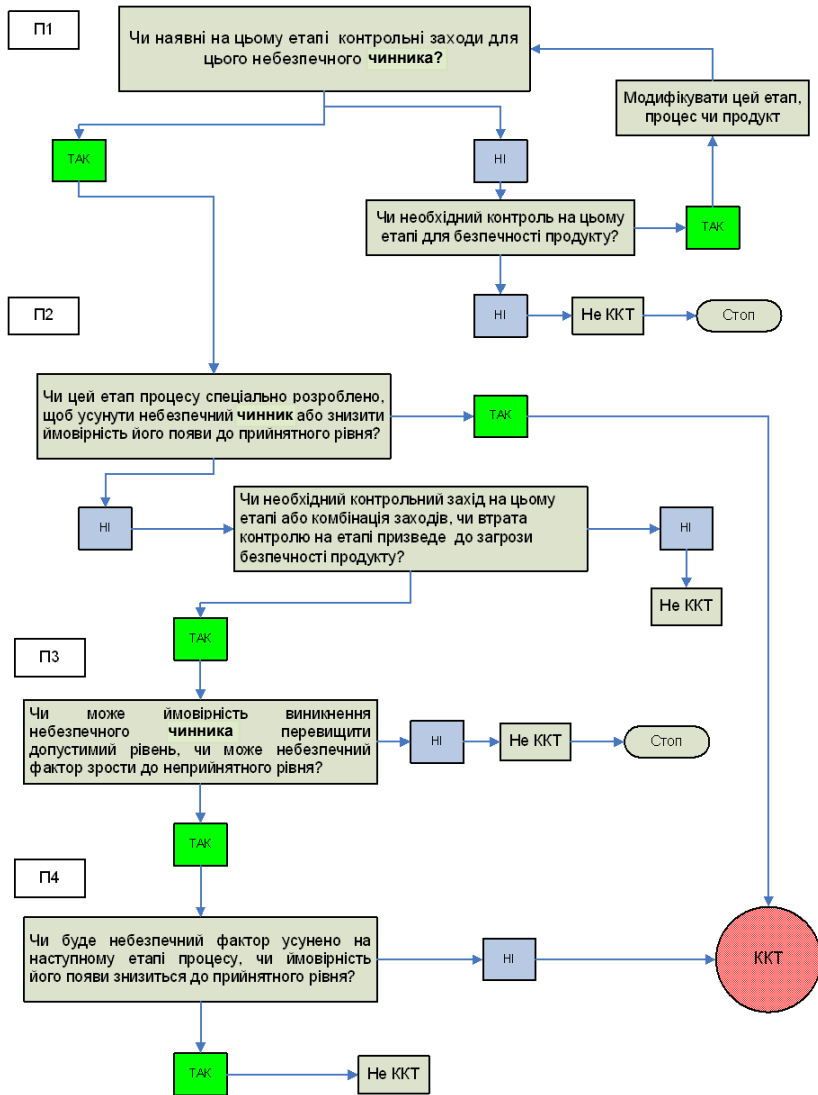 П1
Чи наявні на цьому етапі контрольні заходи для
цього небезпечного чинника?
Модифікувати цей етап,
процес чи продукт
ТАК
НІ
Чи необхідний контроль на цьому
етапі для безпечності продукту?
ТАК
П2
НІ
Не ККТ
Стоп
Чи цей етап процесу спеціально розроблено,
щоб усунути небезпечний чинник або знизити
ймовірність його появи до прийнятного рівня?
ТАК
НІ
Чи необхідний контрольний захід на цьому
етапі або комбінація заходів, чи втрата
контролю на етапі призведе до загрози
безпечності продукту?
НІ
Не ККТ
ТАК
П3
Чи може ймовірність виникнення
небезпечного чинника перевищити
допустимий рівень, чи може небезпечний
фактор зрости до неприйнятного рівня?
НІ
Не ККТ
Стоп
ТАК
П4
Чи буде небезпечний фактор усунено на
наступному етапі процесу, чи ймовірність
його появи знизиться до прийнятного рівня?
НІ
ККТ
ТАК
Не ККТ